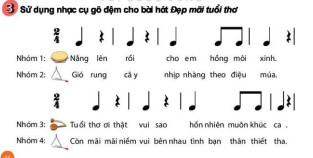 3 Sử dụng nhạc cụ gõ đệm cho bài hát Đẹp mãi tuổi thơ
2 4
Nhóm 1: Nắng lên rồi cho em hồng môi xinh.
Nhóm 2: Gió rung cây nhịp nhàng theo điệu múa.
2 4
Nhóm 3: Tuổi thơ ơi thật vui sao hồn nhiên muôn khúc ca .
Nhóm 4: Còn mãi mãi niềm vui bên nhau tình bạn thân thiết tha.